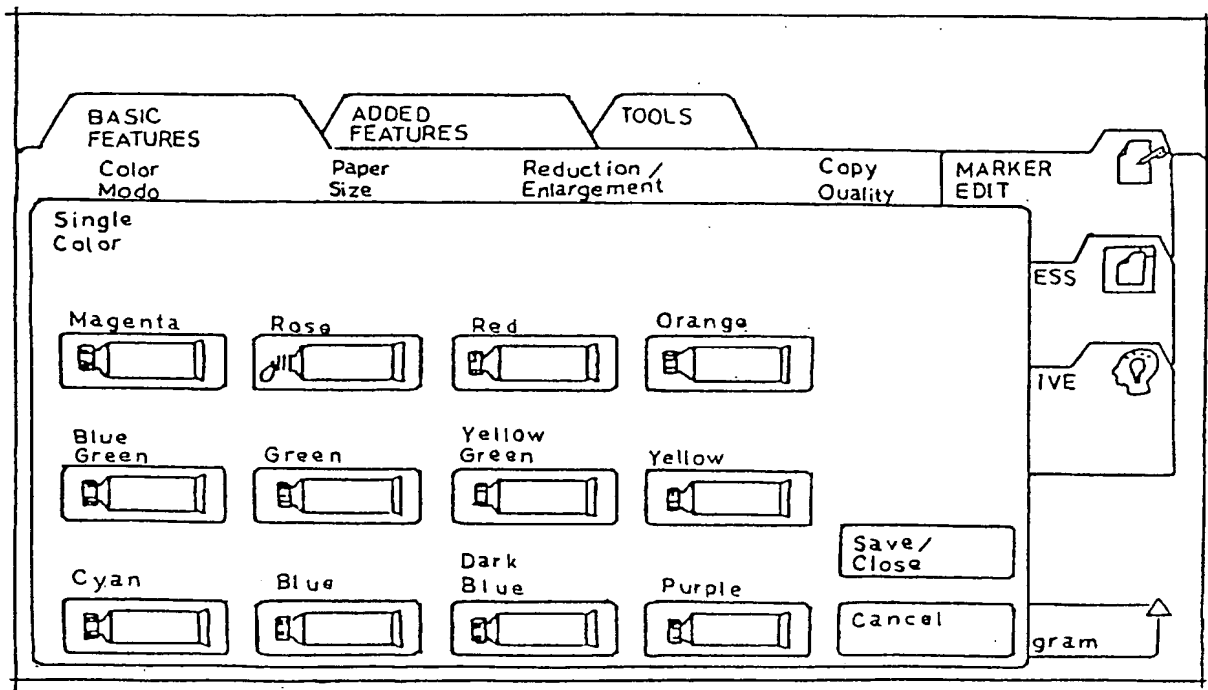 BASIC
FEATURES
ADDED
FEATURES
TOOLS
Color
Modo
Paper
Size
Reduction /
Enlargement
Copy
Ouality
MARKER
EDIT
Single
Color
ESS
Magenta
Rose
Red
Orange
IVE
Blue
Green
Green
Yellow
Green
Yellow
Save/
Close
Cyan
Blue
Dark
Blue
Purple
Cancel
gram